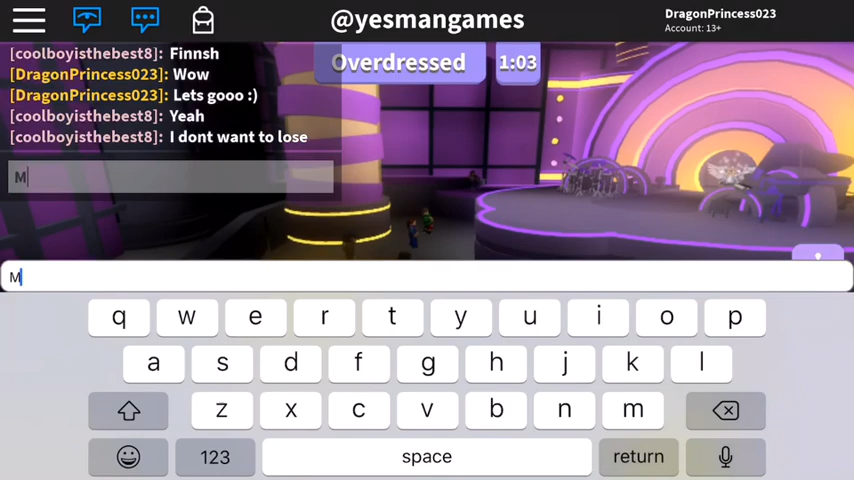 @yesmangames
DragonPrincess023
Account: 13+
[coolboyisthebest8]: Finnsh
[DragonPrincess023]: Wow
[DragonPrincess023]: Lets gooo :)
[coolboyisthebest8]: Yeah
[coolboyisthebest8]: I dont want to lose
Overdressed 1:03
M
M
q w e r t y u i o p
a s d f g h j k l
z x c v b n m
123 space return